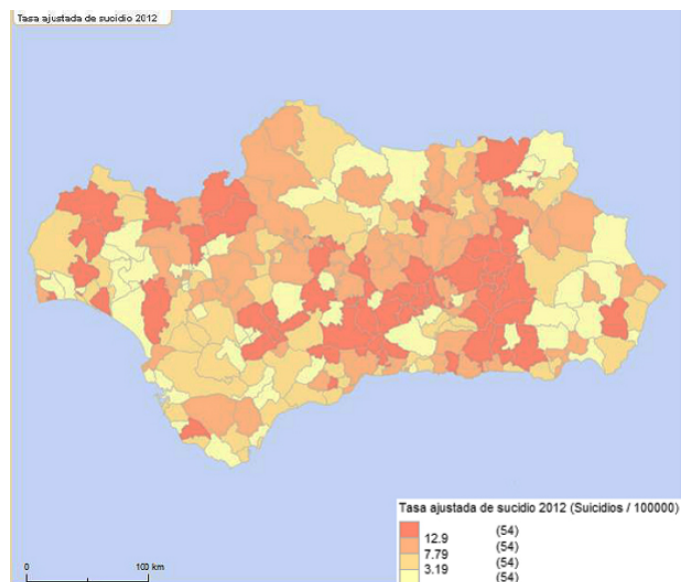 Tasa ajustada de sucidio 2012
0
100 km
Tasa ajustada de sucidio 2012 (Suicidios / 100000)
(54)
12.9
(54)
7.79
(54)
3.19
(54)